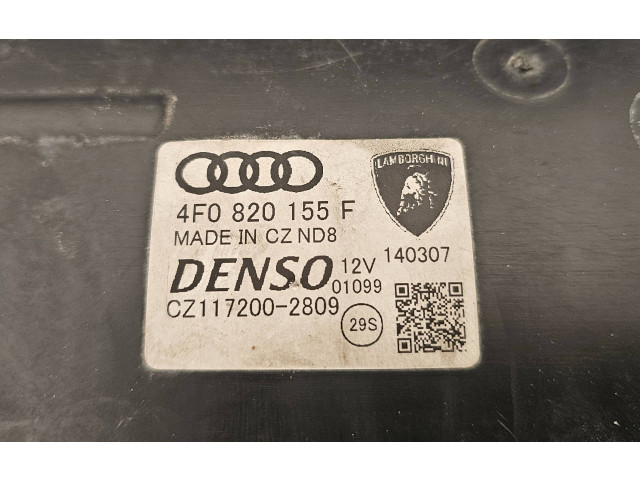 LAMBORGHINI
4F0 820 155 F
MADE IN CZ ND8
140307
DENSO 12V
01099
CZ117200-2809
29S